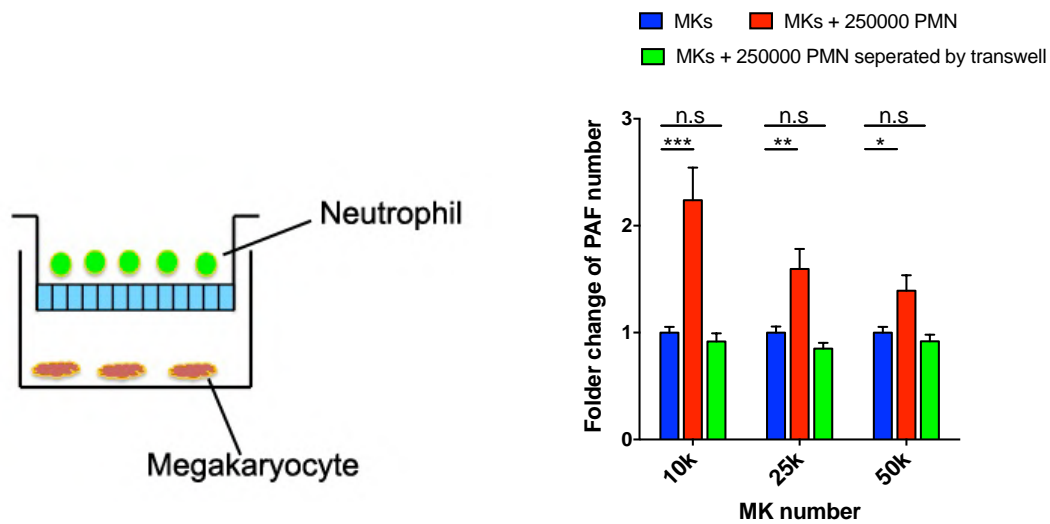 Neutrophil
Megakaryocyte
MKs
MKs + 250000 PMN
MKs + 250000 PMN seperated by transwell
Folder change of PAF number
3
2
1
0
n.s
***
n.s
**
n.s
*
10k
25k
50k
MK number